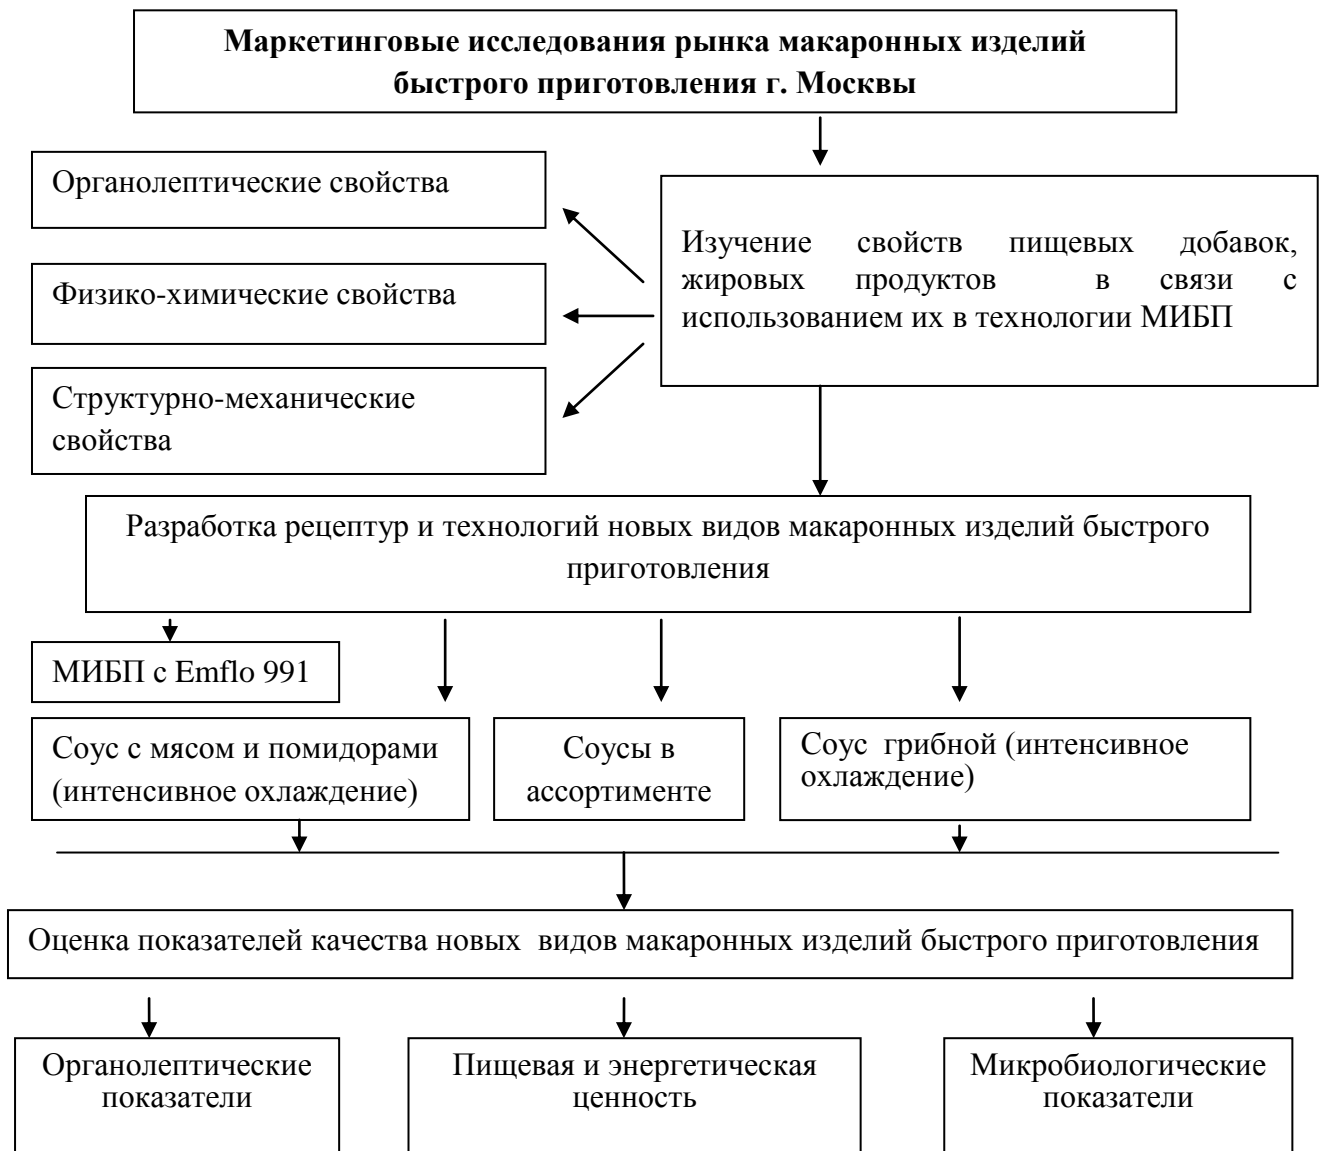 Маркетинговые исследования рынка макаронных изделий
быстрого приготовления г. Москвы
Органолептические свойства
Физико-химические свойства
Структурно-механические
свойства
Изучение свойств пищевых добавок,
жировых продуктов в связи с
использованием их в технологии МИБП
Разработка рецептур и технологий новых видов макаронных изделий быстрого
приготовления
МИБП с Emflo 991
Соус с мясом и помидорами
(интенсивное охлаждение)
Соусы в
ассортименте
Соус грибной (интенсивное
охлаждение)
Оценка показателей качества новых видов макаронных изделий быстрого приготовления
Органолептические
показатели
Пищевая и энергетическая
ценность
Микробиологические
показатели